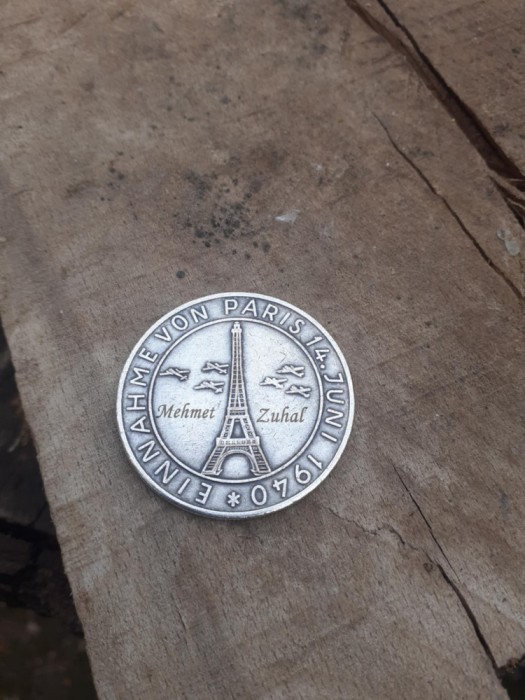 EINNAHME VON PARIS 14. JUNI 1940 *
Mehmet Zuhal